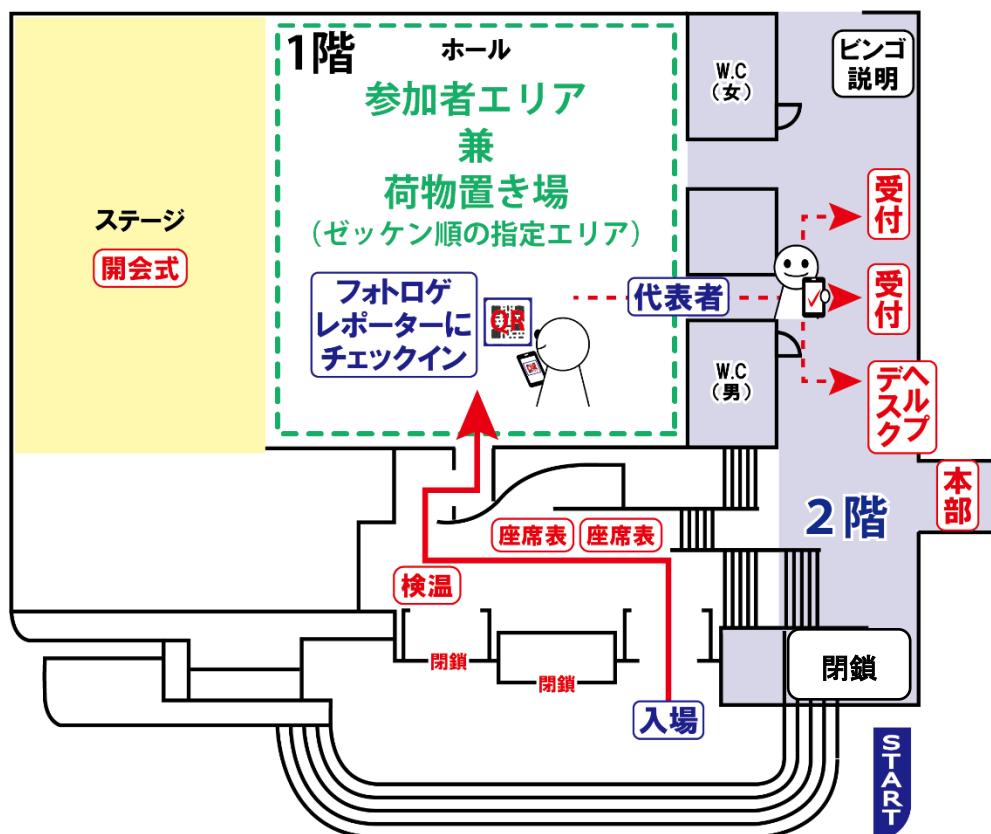 1階
ホール
参加者エリア
兼
荷物置き場
（ゼッケン順の指定エリア）
ステージ
開会式
フォトロゲ
レポーターに
チェックイン
QR
QR
代表者
W.C
（女）
ビンゴ
説明
受付
受付
W.C
（男）
ヘルプ
デスク
本部
2階
座席表
座席表
検温
閉鎖
閉鎖
閉鎖
入場
START